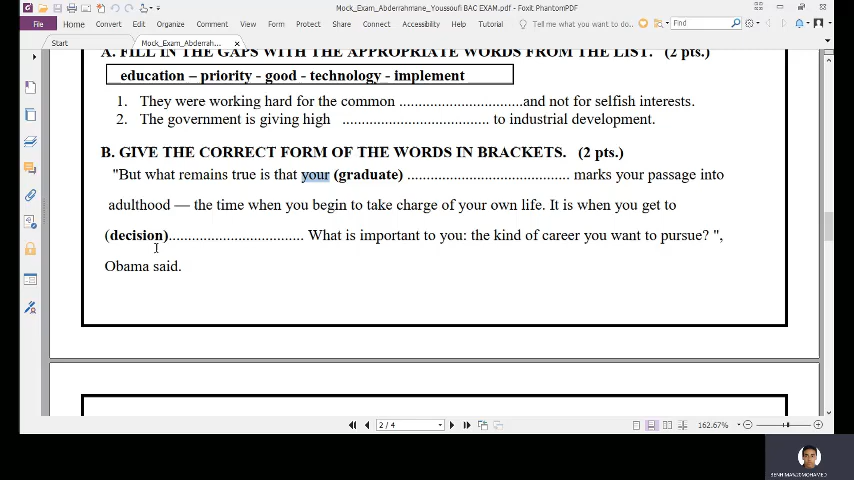 Mock_Exam_Abderrahmane_Youssoufi BAC EXAM.pdf - Foxit PhantomPDF
File Home Edit Organize Comment View Form Protect Share Connect Accessibility Help Tutorial Tell me what you want to do... Find
Start Mock_Exam_Abderrah...
A. FILL IN THE GAPS WITH THE APPROPRIATE WORDS FROM THE LIST. (2 pts.)
education – priority - good - technology - implement
1. They were working hard for the common ................................and not for selfish interests.
2. The government is giving high ...................................... to industrial development.
B. GIVE THE CORRECT FORM OF THE WORDS IN BRACKETS. (2 pts.)
"But what remains true is that your (graduate) .......................................... marks your passage into
adulthood — the time when you begin to take charge of your own life. It is when you get to
(decision)................................... What is important to you: the kind of career you want to pursue? ",
Obama said.
2 / 4 162.67%
BENHIMANJI MOHAMED